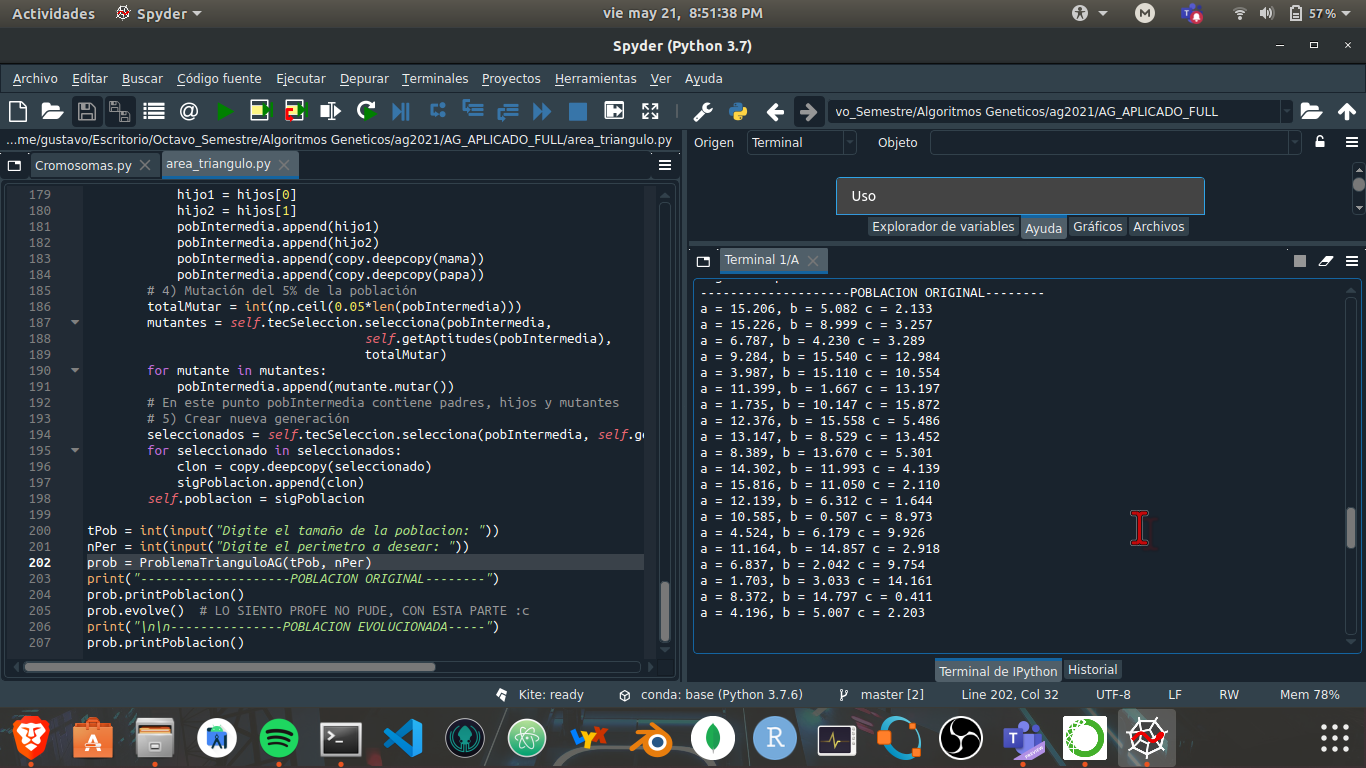 Actividades
Spyder
vie may 21, 8:51:38 PM
57 %
Spyder (Python 3.7)
Archivo Editar Buscar Código fuente Ejecutar Depurar Terminales Proyectos Herramientas Ver Ayuda
vo_Semestre/Algoritmos Geneticos/ag2021/AG_APLICADO_FULL
...me/gustavo/Escritorio/Octavo_Semestre/Algoritmos Geneticos/ag2021/AG_APLICADO_FULL/area_triangulo.py
Cromosomas.py
area_triangulo.py
179 hijo1 = hijos[0]
180 hijo2 = hijos[1]
181 pobIntermedia.append(hijo1)
182 pobIntermedia.append(hijo2)
183 pobIntermedia.append(copy.deepcopy(mama))
184 pobIntermedia.append(copy.deepcopy(papa))
185 # 4) Mutación del 5% de la población
186 totalMutar = int(np.ceil(0.05*len(pobIntermedia)))
187 mutantes = self.tecSeleccion.selecciona(pobIntermedia,
188 self.getAptitudes(pobIntermedia),
189 totalMutar)
190 for mutante in mutantes:
191 pobIntermedia.append(mutante.mutar())
192 # En este punto pobIntermedia contiene padres, hijos y mutantes
193 # 5) Crear nueva generación
194 seleccionados = self.tecSeleccion.selecciona(pobIntermedia, self.ge
195 for seleccionado in seleccionados:
196 clon = copy.deepcopy(seleccionado)
197 sigPoblacion.append(clon)
198 self.poblacion = sigPoblacion
199
200 tPob = int(input("Digite el tamaño de la poblacion: "))
201 nPer = int(input("Digite el perimetro a desear: "))
202 prob = ProblemaTrianguloAG(tPob, nPer)
203 print("--------------------POBLACION ORIGINAL--------")
204 prob.printPoblacion()
205 prob.evolve() # LO SIENTO PROFE NO PUDE, CON ESTA PARTE :c
206 print("\n\n---------------POBLACION EVOLUCIONADA-----")
207 prob.printPoblacion()
Origen Terminal Objeto
Uso
Explorador de variables Ayuda Gráficos Archivos
Terminal 1/A
--------------------POBLACION ORIGINAL--------
a = 15.206, b = 5.082 c = 2.133
a = 15.226, b = 8.999 c = 3.257
a = 6.787, b = 4.230 c = 3.289
a = 9.284, b = 15.540 c = 12.984
a = 3.987, b = 15.110 c = 10.554
a = 11.399, b = 1.667 c = 13.197
a = 1.735, b = 10.147 c = 15.872
a = 12.376, b = 15.558 c = 5.486
a = 13.147, b = 8.529 c = 13.452
a = 8.389, b = 13.670 c = 5.301
a = 14.302, b = 11.993 c = 4.139
a = 15.816, b = 11.050 c = 2.110
a = 12.139, b = 6.312 c = 1.644
a = 10.585, b = 0.507 c = 8.973
a = 4.524, b = 6.179 c = 9.926
a = 11.164, b = 14.857 c = 2.918
a = 6.837, b = 2.042 c = 9.754
a = 1.703, b = 3.033 c = 14.161
a = 8.372, b = 14.797 c = 0.411
a = 4.196, b = 5.007 c = 2.203
Terminal de IPython Historial
Kite: ready conda: base (Python 3.7.6) master [2] Line 202, Col 32 UTF-8 LF RW Mem 78%